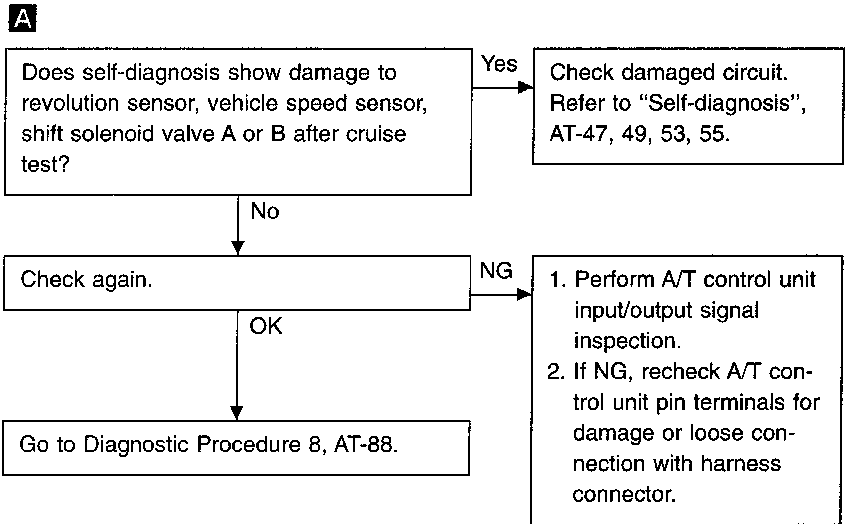 A
Does self-diagnosis show damage to
revolution sensor, vehicle speed sensor,
shift solenoid valve A or B after cruise
test?
Yes
Check damaged circuit.
Refer to “Self-diagnosis”,
AT-47, 49, 53, 55.
No
Check again.
NG
1. Perform A/T control unit
input/output signal
inspection.
2. If NG, recheck A/T con-
trol unit pin terminals for
damage or loose con-
nection with harness
connector.
OK
Go to Diagnostic Procedure 8, AT-88.